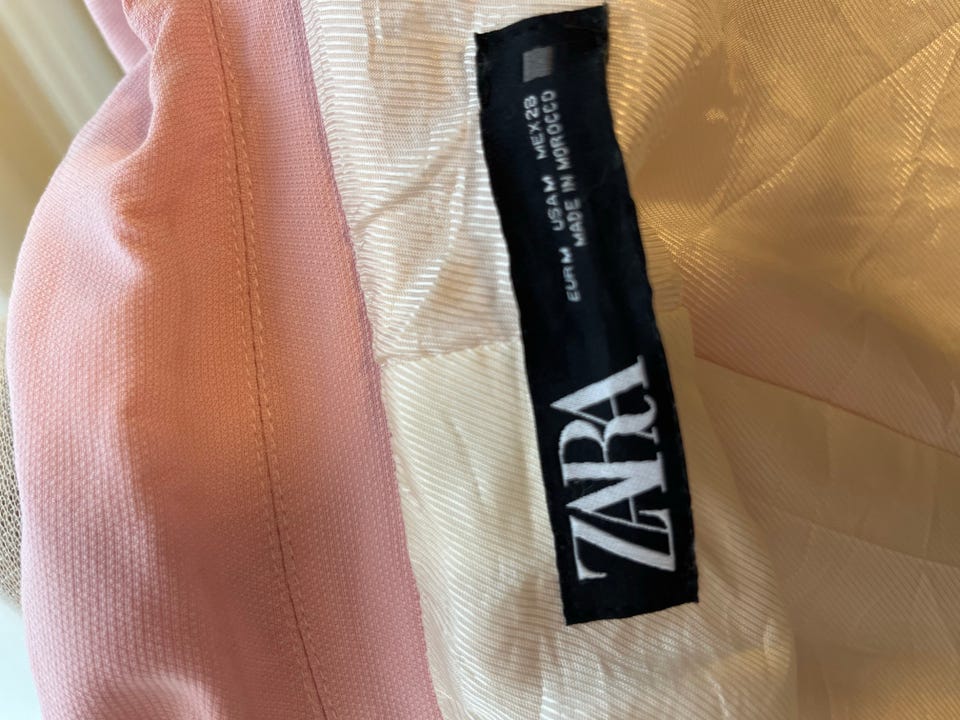 ZARA
EUR M USA M MEX 28
MADE IN MOROCCO